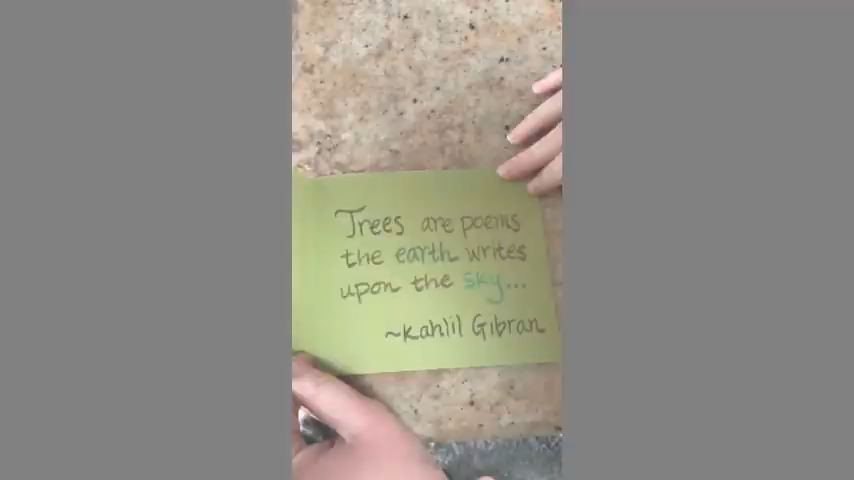 Trees are poems
the earth writes
upon the sky...
~Kahlil Gibran